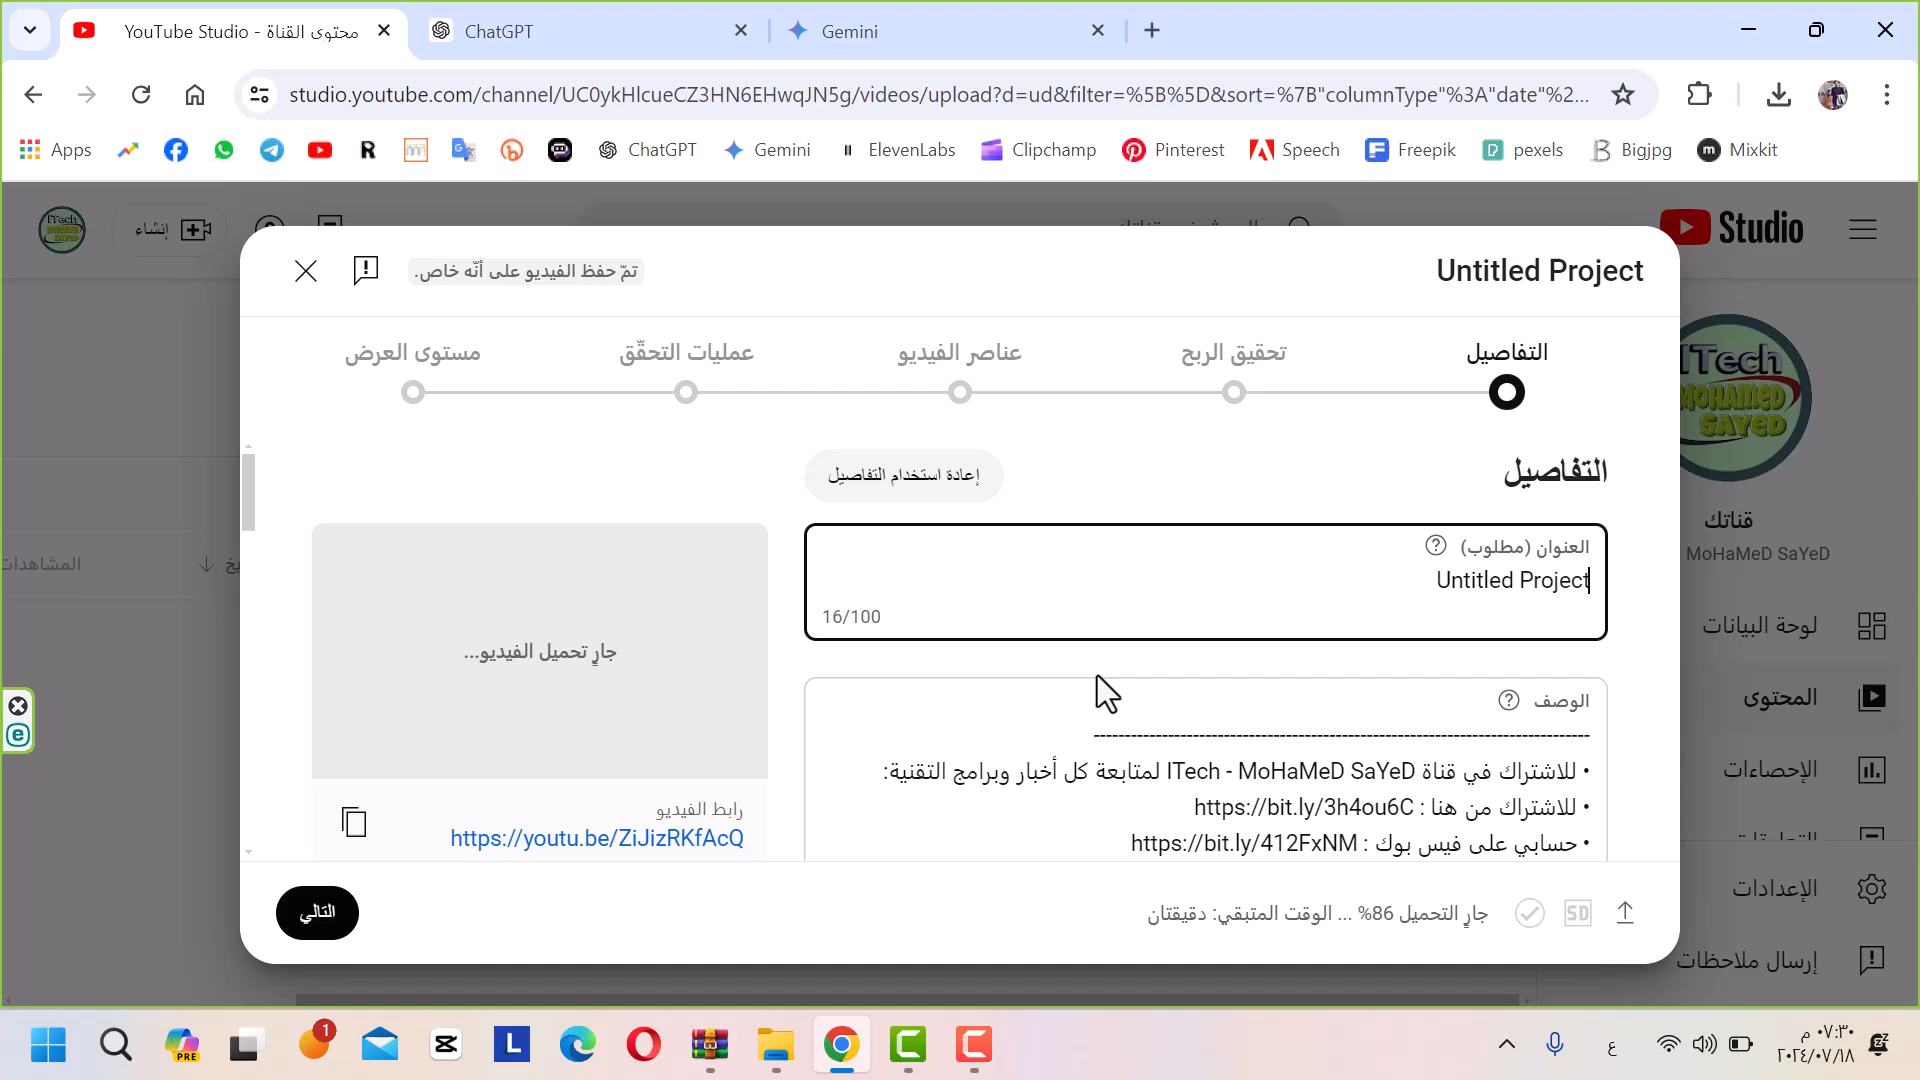 YouTube Studio - محتوى القناة
ChatGPT
Gemini
studio.youtube.com/channel/UC0ykHlcueCZ3HN6EHwqJN5g/videos/upload?d=ud&filter=%5B%5D&sort=%7B"columnType"%3A"date"%2...
Apps
ChatGPT
Gemini
ElevenLabs
Clipchamp
Pinterest
Speech
Freepik
pexels
Bigjpg
Mixkit
Studio
إنشاء
Untitled Project
تمّ حفظ الفيديو على أنّه خاص.
التفاصيل
تحقيق الربح
عناصر الفيديو
عمليات التحقّق
مستوى العرض
التفاصيل
إعادة استخدام التفاصيل
العنوان (مطلوب)
Untitled Project
16/100
الوصف
--------------------------------------------------------------------------------
• للاشتراك في قناة ITech - MoHaMeD SaYeD لمتابعة كل أخبار وبرامج التقنية:
• للاشتراك من هنا : https://bit.ly/3h4ou6C
• حسابي على فيس بوك : https://bit.ly/412FxNM
جارٍ تحميل الفيديو...
رابط الفيديو
https://youtu.be/ZiJizRKfAcQ
التالي
جارٍ التحميل 86% ... الوقت المتبقي: دقيقتان
SD
ITech
MOHAMED
SAYED
قناتك
MoHaMeD SaYeD
لوحة البيانات
المحتوى
الإحصاءات
الإعدادات
إرسال ملاحظات
المشاهدات
PRE
1
L
ع
٠٧:٣٠ م
٢٠٢٤/٠٧/١٨